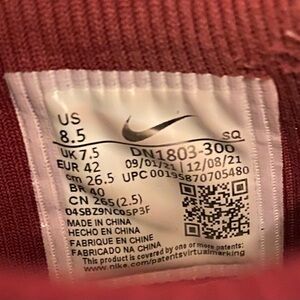 US
8.5
SQ
UK 7.5 DN1803-300
EUR 42 09/01/21 12/08/21
cm 26.5 UPC 00195870705480
BR 40
CN 265(2.5)
04SBZ9NC0SP3F
MADE IN CHINA
HECHO EN CHINA
FABRIQUE EN CHINE
FABRICADO NA CHINA
This product is covered by one or more patents:
www.nike.com/patentsvirtualmarking